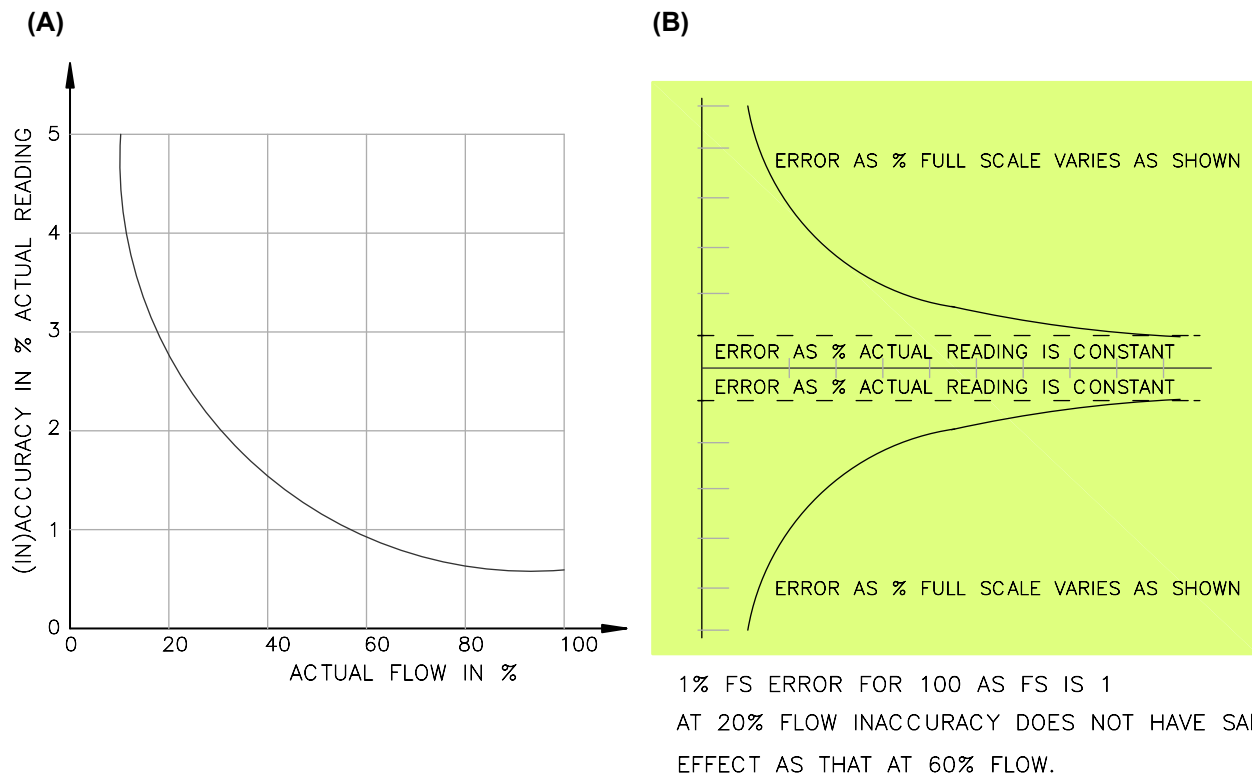 (A)
(IN)ACCURACY IN % ACTUAL READING
5
4
3
2
1
0
0 20 40 60 80 100
ACTUAL FLOW IN %
(B)
ERROR AS % FULL SCALE VARIES AS SHOWN
ERROR AS % ACTUAL READING IS CONSTANT
ERROR AS % ACTUAL READING IS CONSTANT
ERROR AS % FULL SCALE VARIES AS SHOWN
1% FS ERROR FOR 100 AS FS IS 1
AT 20% FLOW INACCURACY DOES NOT HAVE
EFFECT AS THAT AT 60% FLOW.